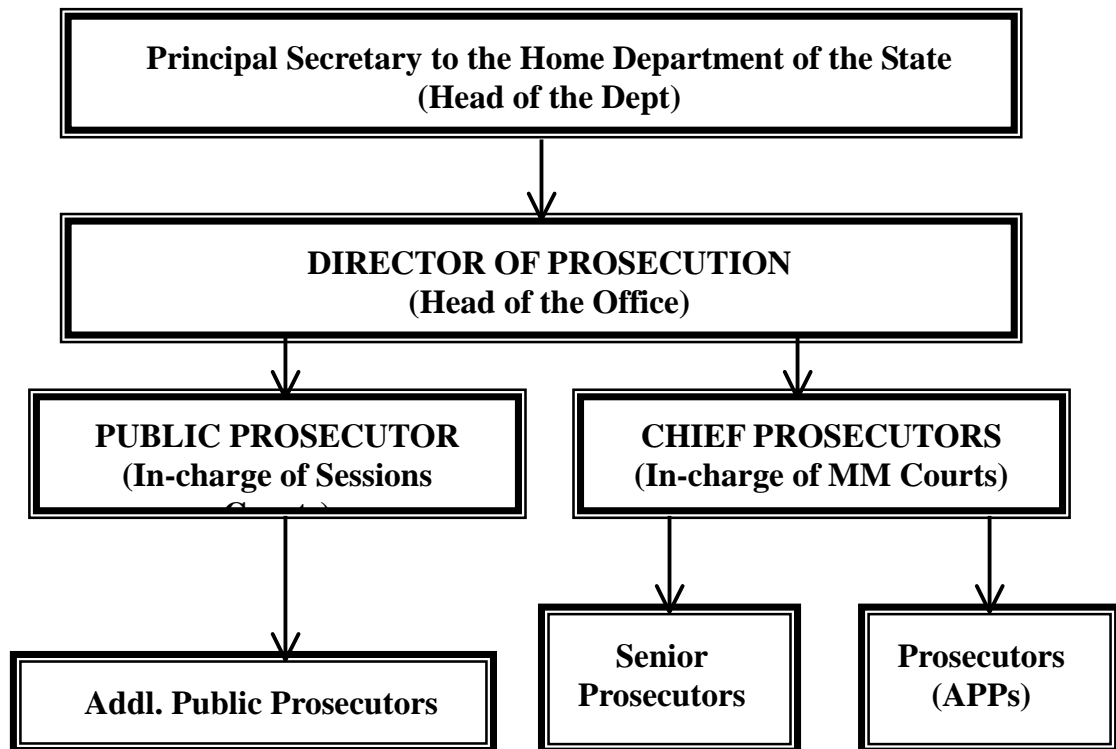 Principal Secretary to the Home Department of the State
(Head of the Dept)
DIRECTOR OF PROSECUTION
(Head of the Office)
PUBLIC PROSECUTOR
(In-charge of Sessions
CHIEF PROSECUTORS
(In-charge of MM Courts)
Addl. Public Prosecutors
Senior
Prosecutors
Prosecutors
(APPs)